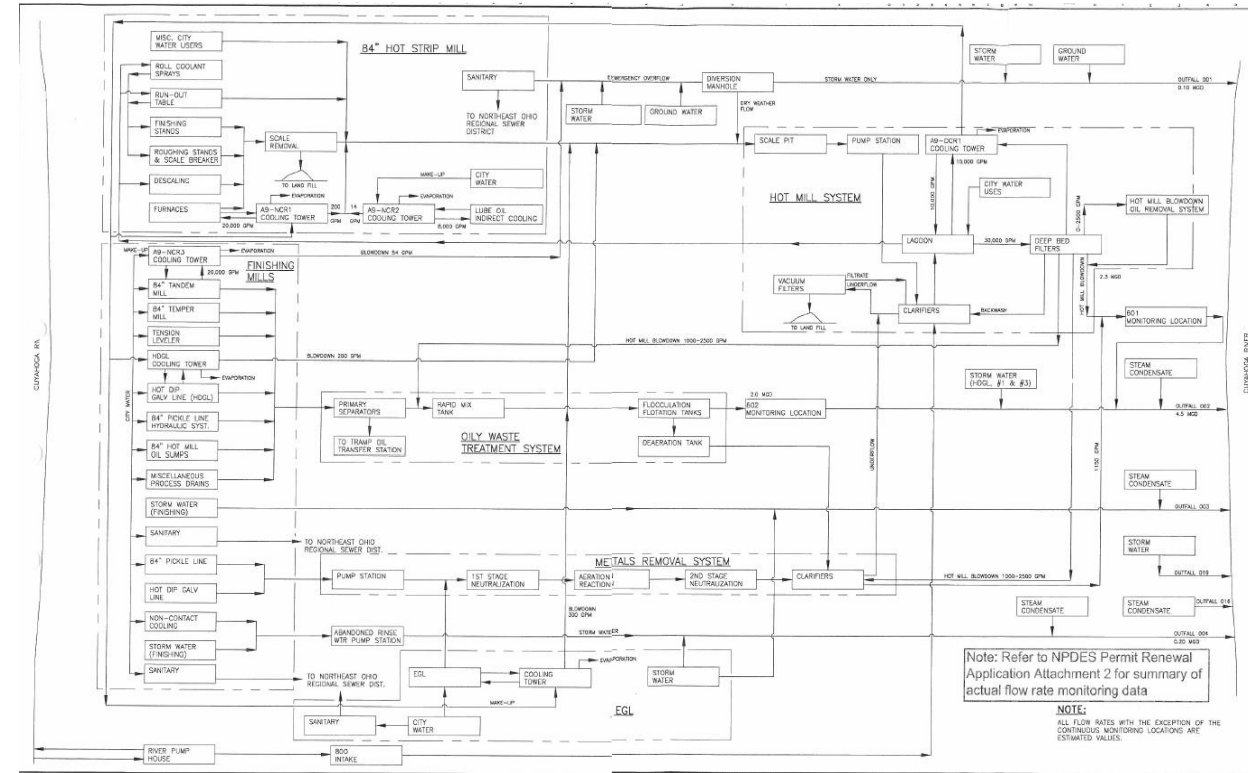 84" HOT STRIP MILL
MISC. CITY
WATER USERS
ROLL COOLANT
SPRAYS
RUN-OUT
TABLE
FINISHING
STANDS
ROUGHING STANDS
& SCALE BREAKER
DESCALING
FURNACES
SCALE
REMOVAL
TO LAND FILL
EVAPORATION
A9-NCR1
COOLING TOWER
20,000 GPM
200
GPM
14
GPM
A9-NCR2
COOLING TOWER
EVAPORATION
MAKE-UP
CITY
WATER
LUBE OIL
INDIRECT COOLING
8,003 GPM
SANITARY
TO NORTHEAST OHIO
REGIONAL SEWER
DISTRICT
EMERGENCY OVERFLOW
STORM
WATER
GROUND WATER
DIVERSION
MANHOLE
STORM WATER ONLY
DRY WEATHER
FLOW
STORM
WATER
GROUND
WATER
OUTFALL 001
0.10 MGD
SCALE PIT
PUMP STATION
A9-DCR1
COOLING TOWER
EVAPORATION
10,000 GPM
10,000 GPM
HOT MILL SYSTEM
CITY WATER
USES
LAGOON
30,000 GPM
DEEP BED
FILTERS
0-2500 GPM
HOT MILL BLOWDOWN
OIL REMOVAL SYSTEM
HOT MILL BLOWDOWN
2.3 MGD
VACUUM
FILTERS
FILTRATE
UNDERFLOW
TO LAND FILL
CLARIFIERS
BACKWASH
601
MONITORING LOCATION
MAKE-UP
A9-NCR3
COOLING TOWER
EVAPORATION
BLOWDOWN 54 GPM
20,000 GPM
FINISHING
MILLS
84" TANDEM
MILL
84" TEMPER
MILL
TENSION
LEVELER
HDGL
COOLING TOWER
EVAPORATION
BLOWDOWN 200 GPM
HOT DIP
GALV LINE (HDGL)
84" PICKLE LINE
HYDRAULIC SYST.
84" HOT MILL
OIL SUMPS
MISCELLANEOUS
PROCESS DRAINS
STORM WATER
(FINISHING)
SANITARY
TO NORTHEAST OHIO
REGIONAL SEWER DIST.
84" PICKLE LINE
HOT DIP GALV
LINE
NON-CONTACT
COOLING
STORM WATER
(FINISHING)
SANITARY
TO NORTHEAST OHIO
REGIONAL SEWER DIST.
CITY WATER
HOT MILL BLOWDOWN 1000-2500 GPM
PRIMARY
SEPARATORS
RAPID MIX
TANK
FLOCCULATION
FLOTATION TANKS
TO TRAMP OIL
TRANSFER STATION
OILY WASTE
TREATMENT SYSTEM
DEAERATION TANK
2.0 MGD
602
MONITORING LOCATION
STORM WATER
(HDGL, #1 & #3)
STEAM
CONDENSATE
4.5 MGD
UNDERFLOW
1150 GPM
STEAM
CONDENSATE
OUTFALL 003
METALS REMOVAL SYSTEM
PUMP STATION
1ST STAGE
NEUTRALIZATION
AERATION
REACTION
2ND STAGE
NEUTRALIZATION
CLARIFIERS
HOT MILL BLOWDOWN 1000-2500 GPM
STORM
WATER
STEAM
CONDENSATE
STEAM
CONDENSATE
OUTFALL 004
0.20 MGD
ABANDONED RINSE
WTR PUMP STATION
STORM WATER
BLOWDOWN
300 GPM
EGL
COOLING
TOWER
EVAPORATION
STORM
WATER
MAKE-UP
SANITARY
CITY
WATER
EGL
RIVER PUMP
HOUSE
800
INTAKE
CUYAHOGA RIVER
Note: Refer to NPDES Permit Renewal
Application Attachment 2 for summary of
actual flow rate monitoring data
NOTE:
ALL FLOW RATES WITH THE EXCEPTION OF THE
CONTINUOUS MONITORING LOCATIONS ARE
ESTIMATED VALUES.